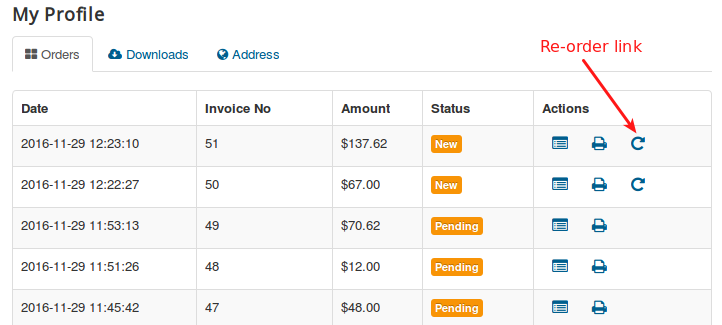 My Profile
Re-order link
Orders Downloads Address
Date Invoice No Amount Status Actions
2016-11-29 12:23:10 51 $137.62 New
2016-11-29 12:22:27 50 $67.00 New
2016-11-29 11:53:13 49 $70.62 Pending
2016-11-29 11:51:26 48 $12.00 Pending
2016-11-29 11:45:42 47 $48.00 Pending